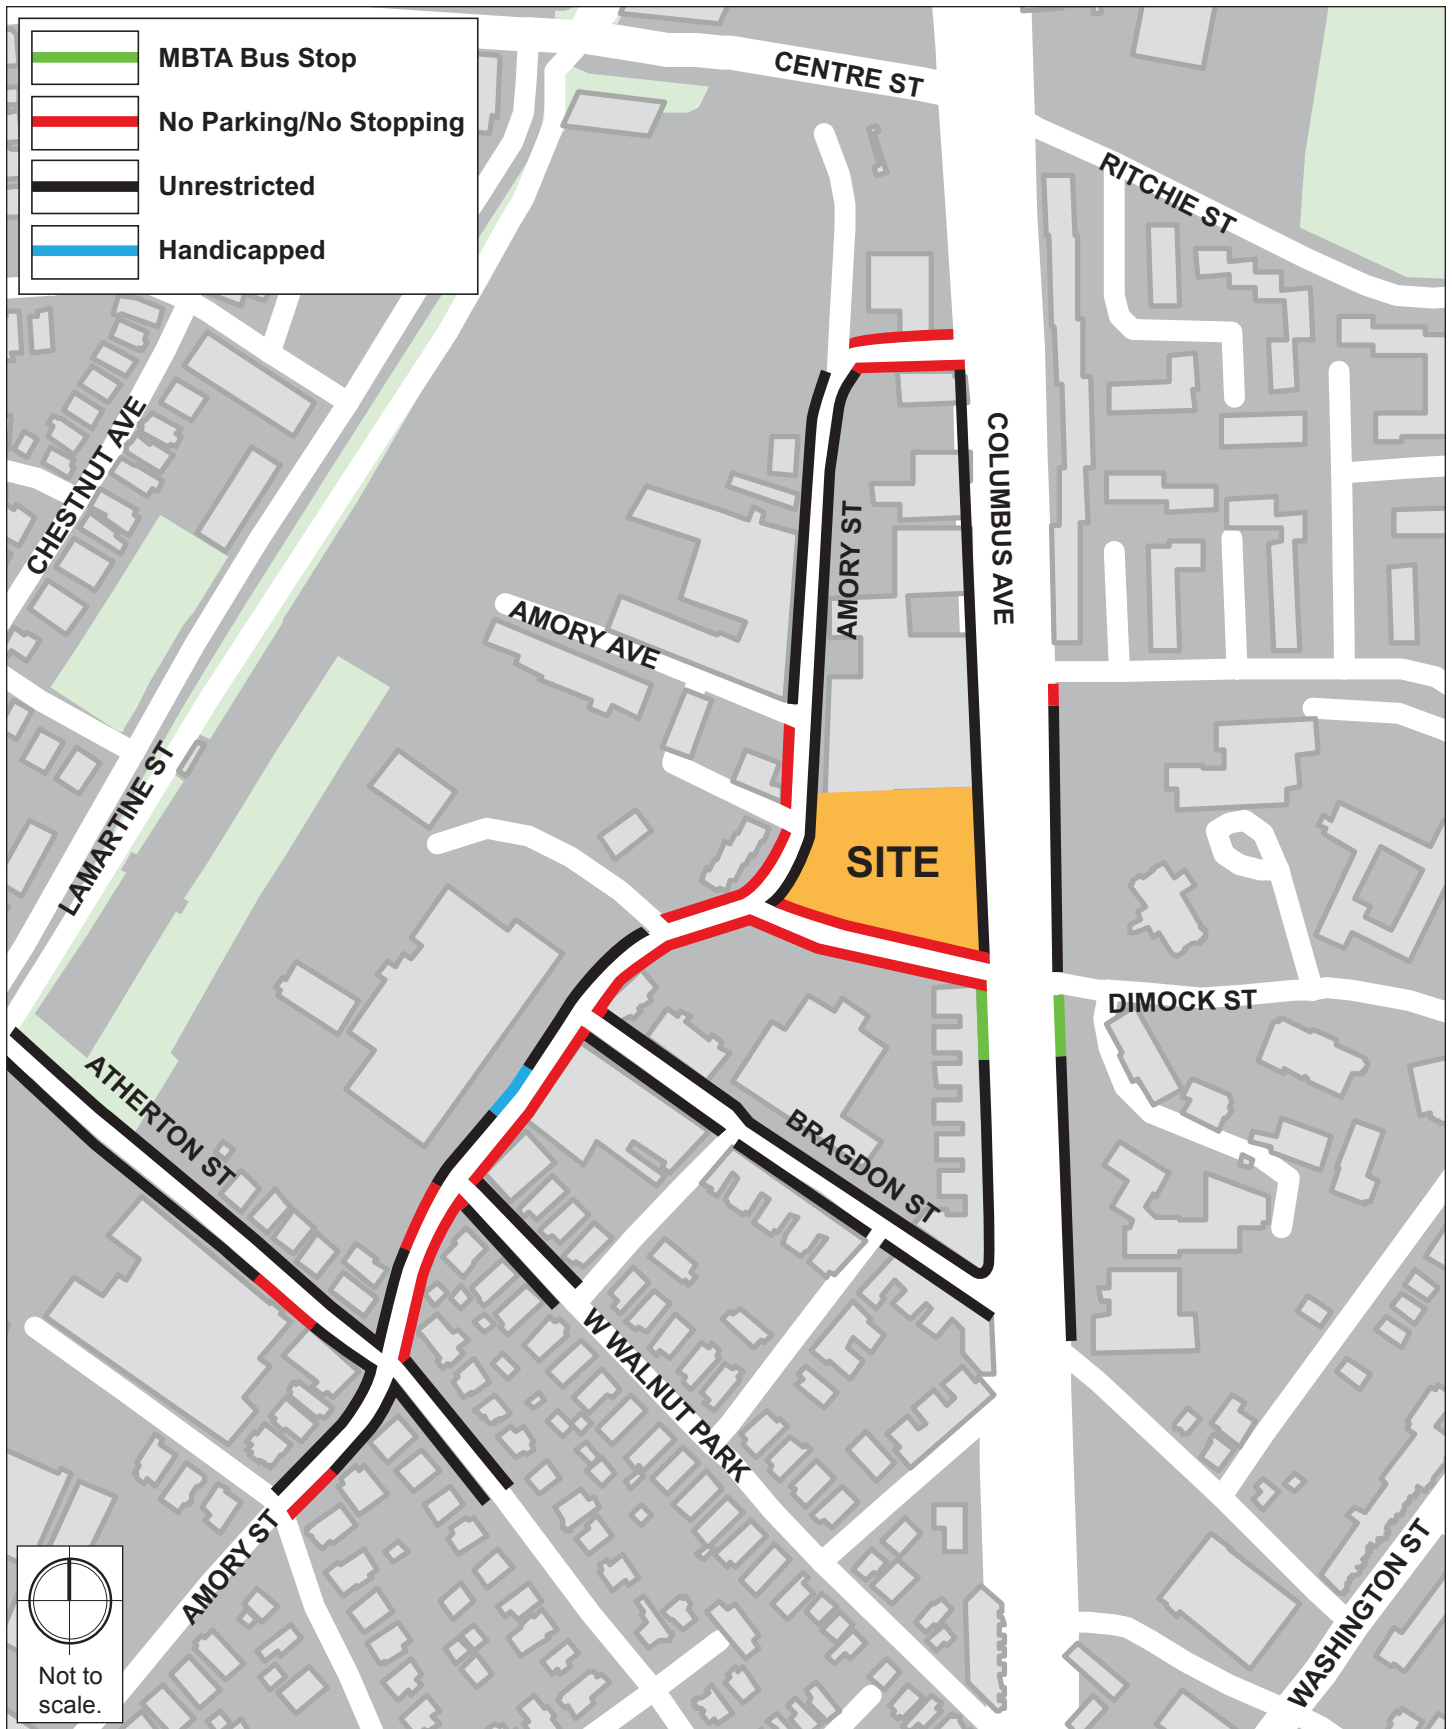 MBTA Bus Stop
No Parking/No Stopping
Unrestricted
Handicapped
CENTRE ST
RITCHIE ST
CHESTNUT AVE
COLUMBUS AVE
AMORY ST
AMORY AVE
LAMARTINE ST
SITE
DIMOCK ST
ATHERTON ST
BRAGDON ST
W WALNUT PARK
AMORY ST
WASHINGTON ST
Not to
scale.